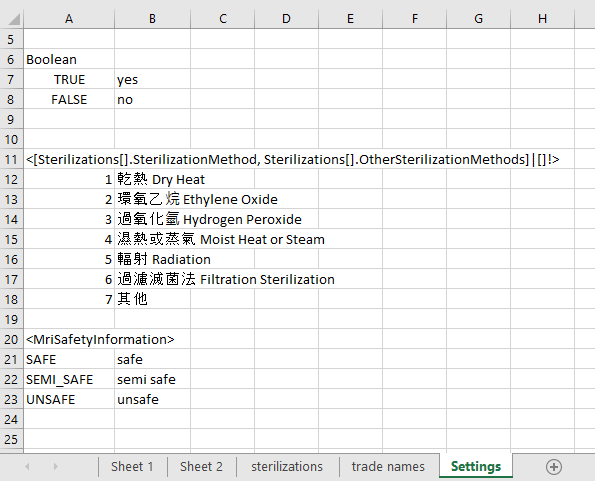 A B C D E F G H
5
6 Boolean
7 TRUE yes
8 FALSE no
9
10
11 <[Sterilizations[].SterilizationMethod, Sterilizations[].OtherSterilizationMethods]|[]!>
12 1 乾熱 Dry Heat
13 2 環氧乙烷 Ethylene Oxide
14 3 過氧化氫 Hydrogen Peroxide
15 4 濕熱或蒸氣 Moist Heat or Steam
16 5 輻射 Radiation
17 6 過濾滅菌法 Filtration Sterilization
18 7 其他
19
20 <MriSafetyInformation>
21 SAFE safe
22 SEMI_SAFE semi safe
23 UNSAFE unsafe
24
25
Sheet 1 Sheet 2 sterilizations trade names Settings